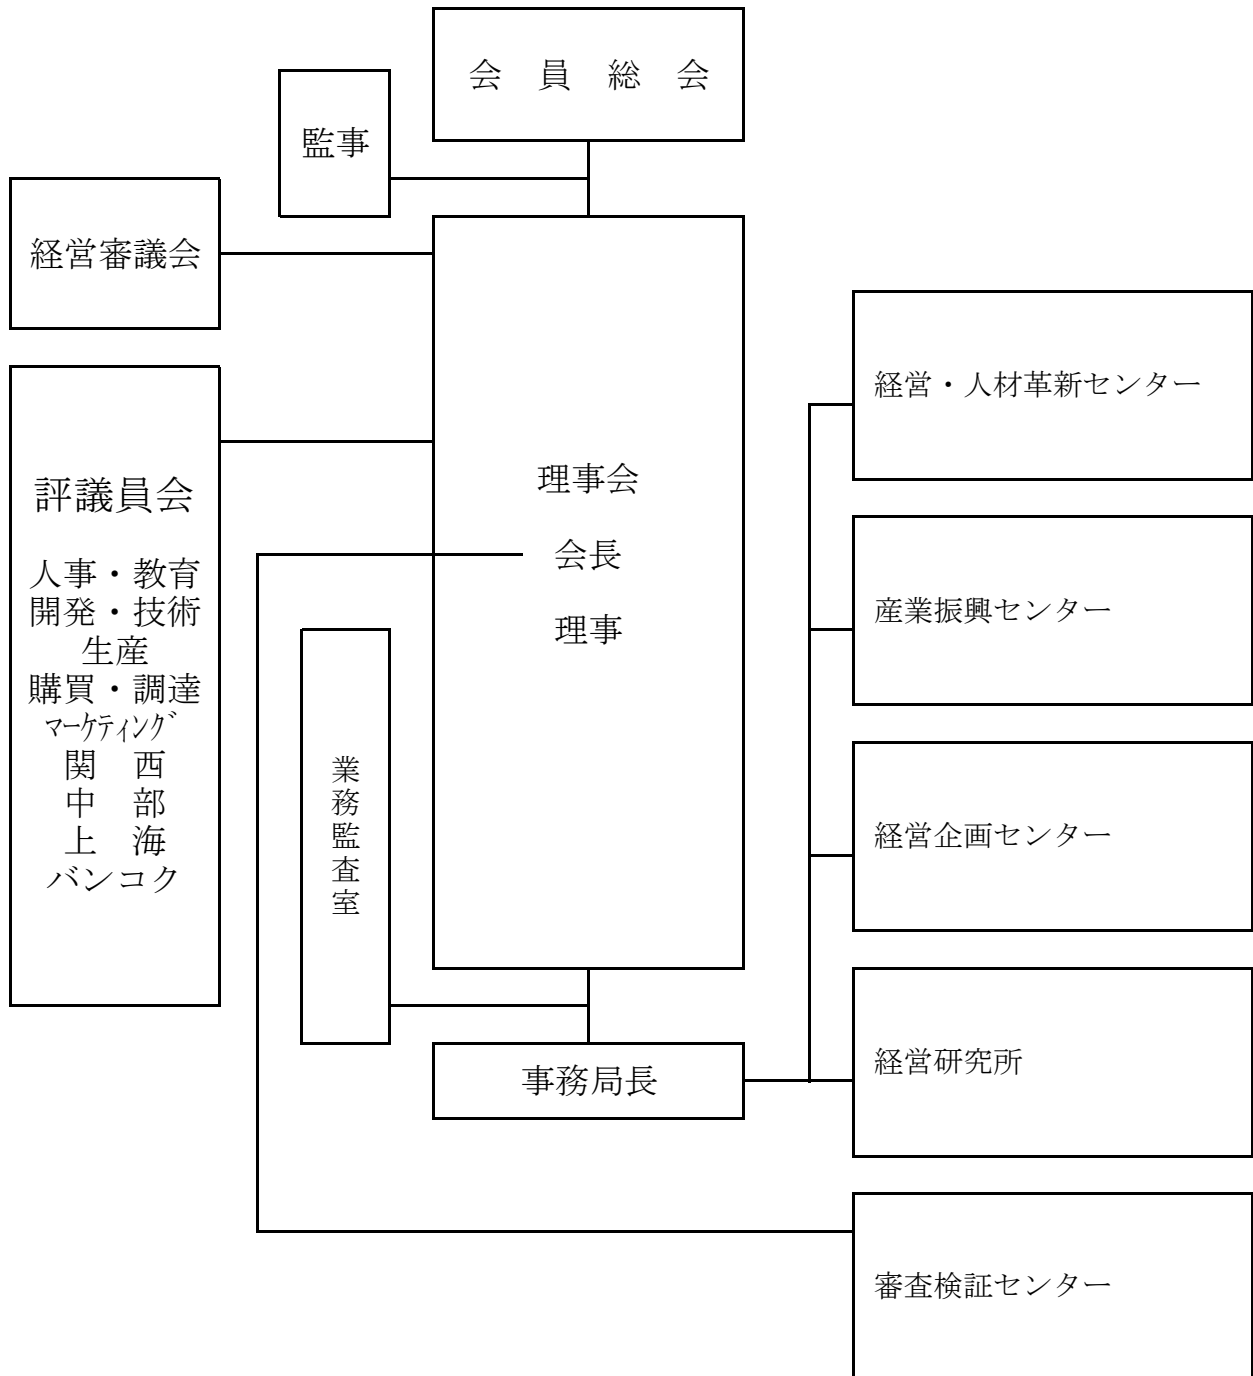 会　員　総　会
監事
経営審議会
評議員会
人事・教育
開発・技術
生産
購買・調達
ﾏｰｹﾃｨﾝｸﾞ
関　西
中　部
上　海
バンコク
理事会
会長
理事
業務監査室
事務局長
経営・人材革新センター
産業振興センター
経営企画センター
経営研究所
審査検証センター